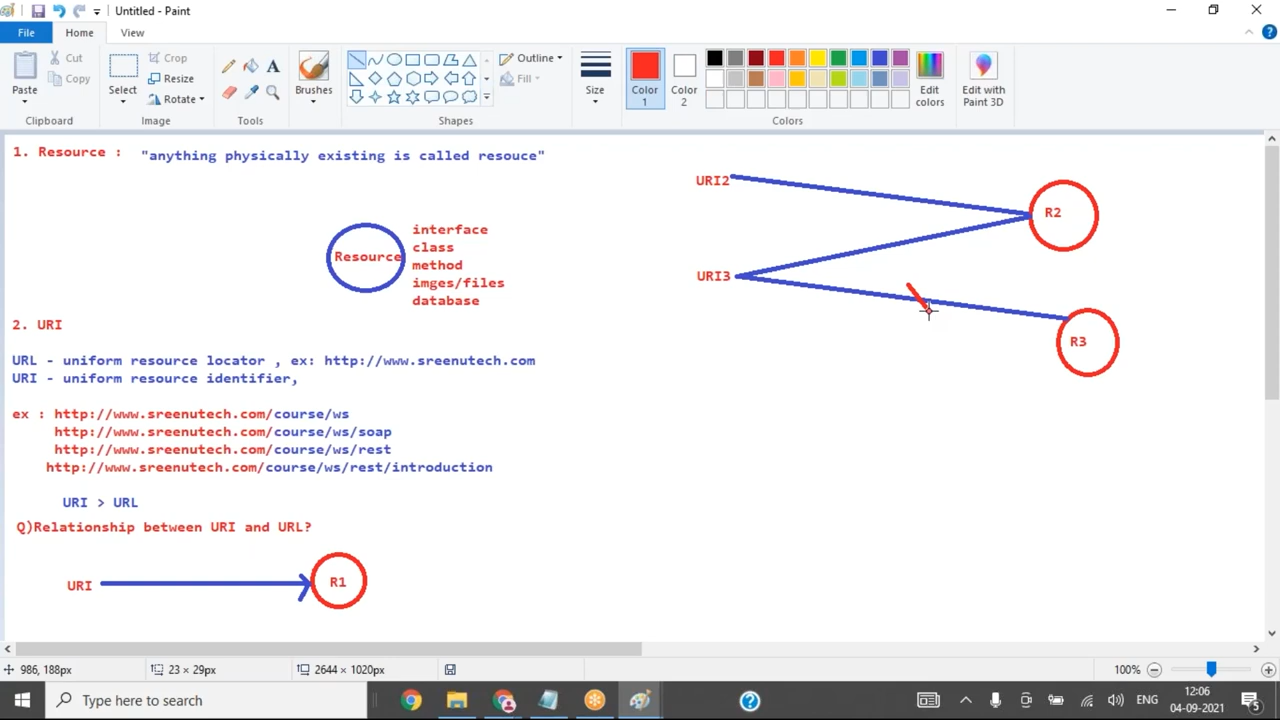 Untitled - Paint
File
Home
View
Paste
Cut
Copy
Clipboard
Select
Crop
Resize
Rotate
Image
A
Tools
Brushes
Outline
Fill
Shapes
Size
Color 1
Color 2
Edit colors
Edit with Paint 3D
Colors
1. Resource : "anything physically existing is called resouce"
Resource
interface
class
method
imges/files
database
2. URI
URL - uniform resource locator , ex: http://www.sreenutech.com
URI - uniform resource identifier,
ex : http://www.sreenutech.com/course/ws
http://www.sreenutech.com/course/ws/soap
http://www.sreenutech.com/course/ws/rest
http://www.sreenutech.com/course/ws/rest/introduction
URI > URL
Q)Relationship between URI and URL?
URI
R1
URI2
R2
URI3
R3
986, 188px
23 × 29px
2644 × 1020px
100%
Type here to search
ENG
12:06
04-09-2021
5